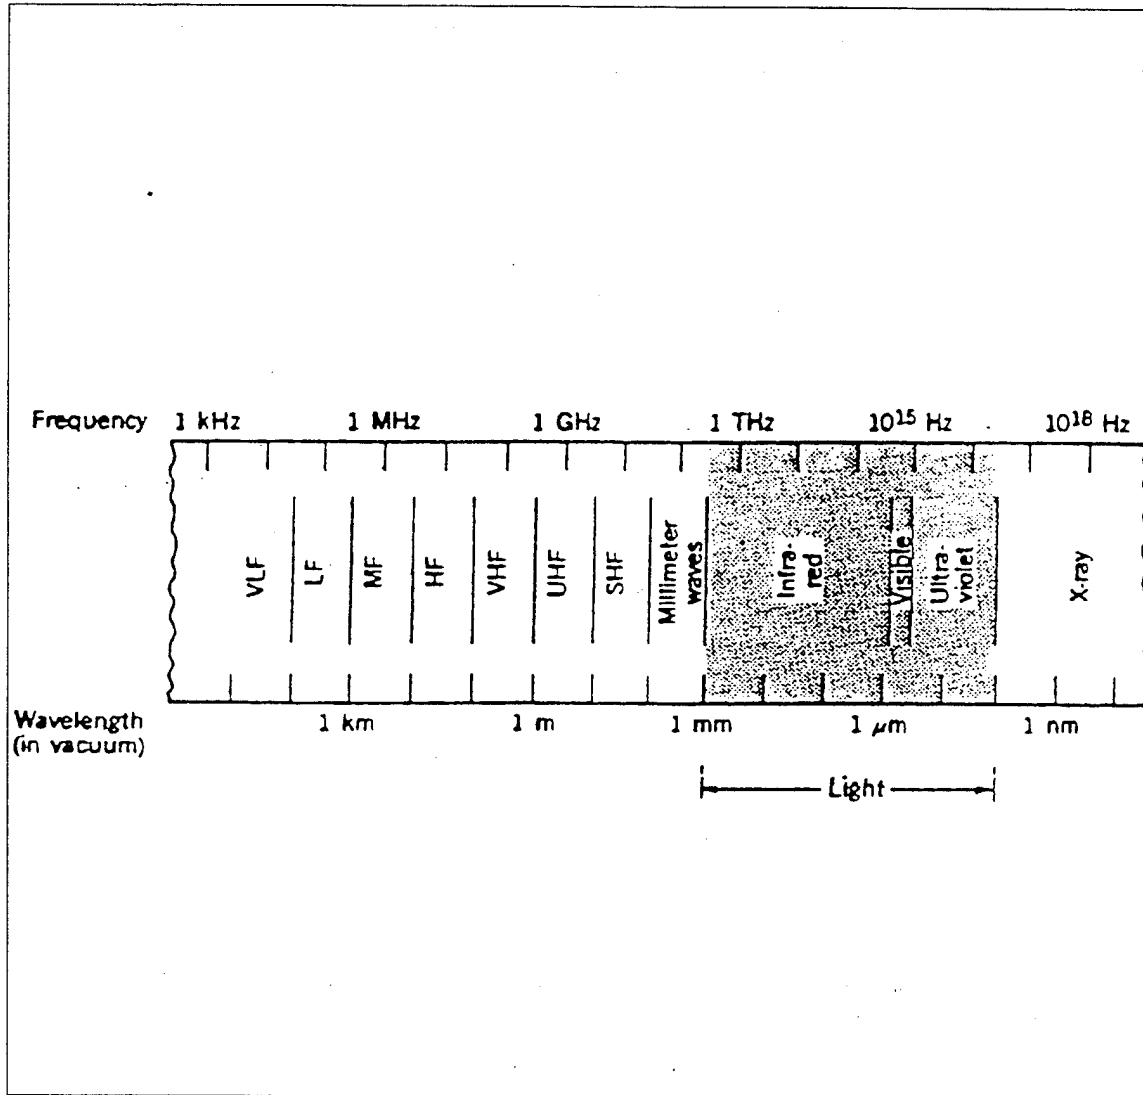 Frequency 1 kHz 1 MHz 1 GHz 1 THz 10¹⁵ Hz 10¹⁸ Hz
VLF
LF
MF
HF
VHF
UHF
SHF
Millimeter
waves
Infra-
red
Visible
Ultra-
violet
X-ray
Wavelength
(in vacuum)
1 km 1 m 1 mm 1 μm 1 nm
Light